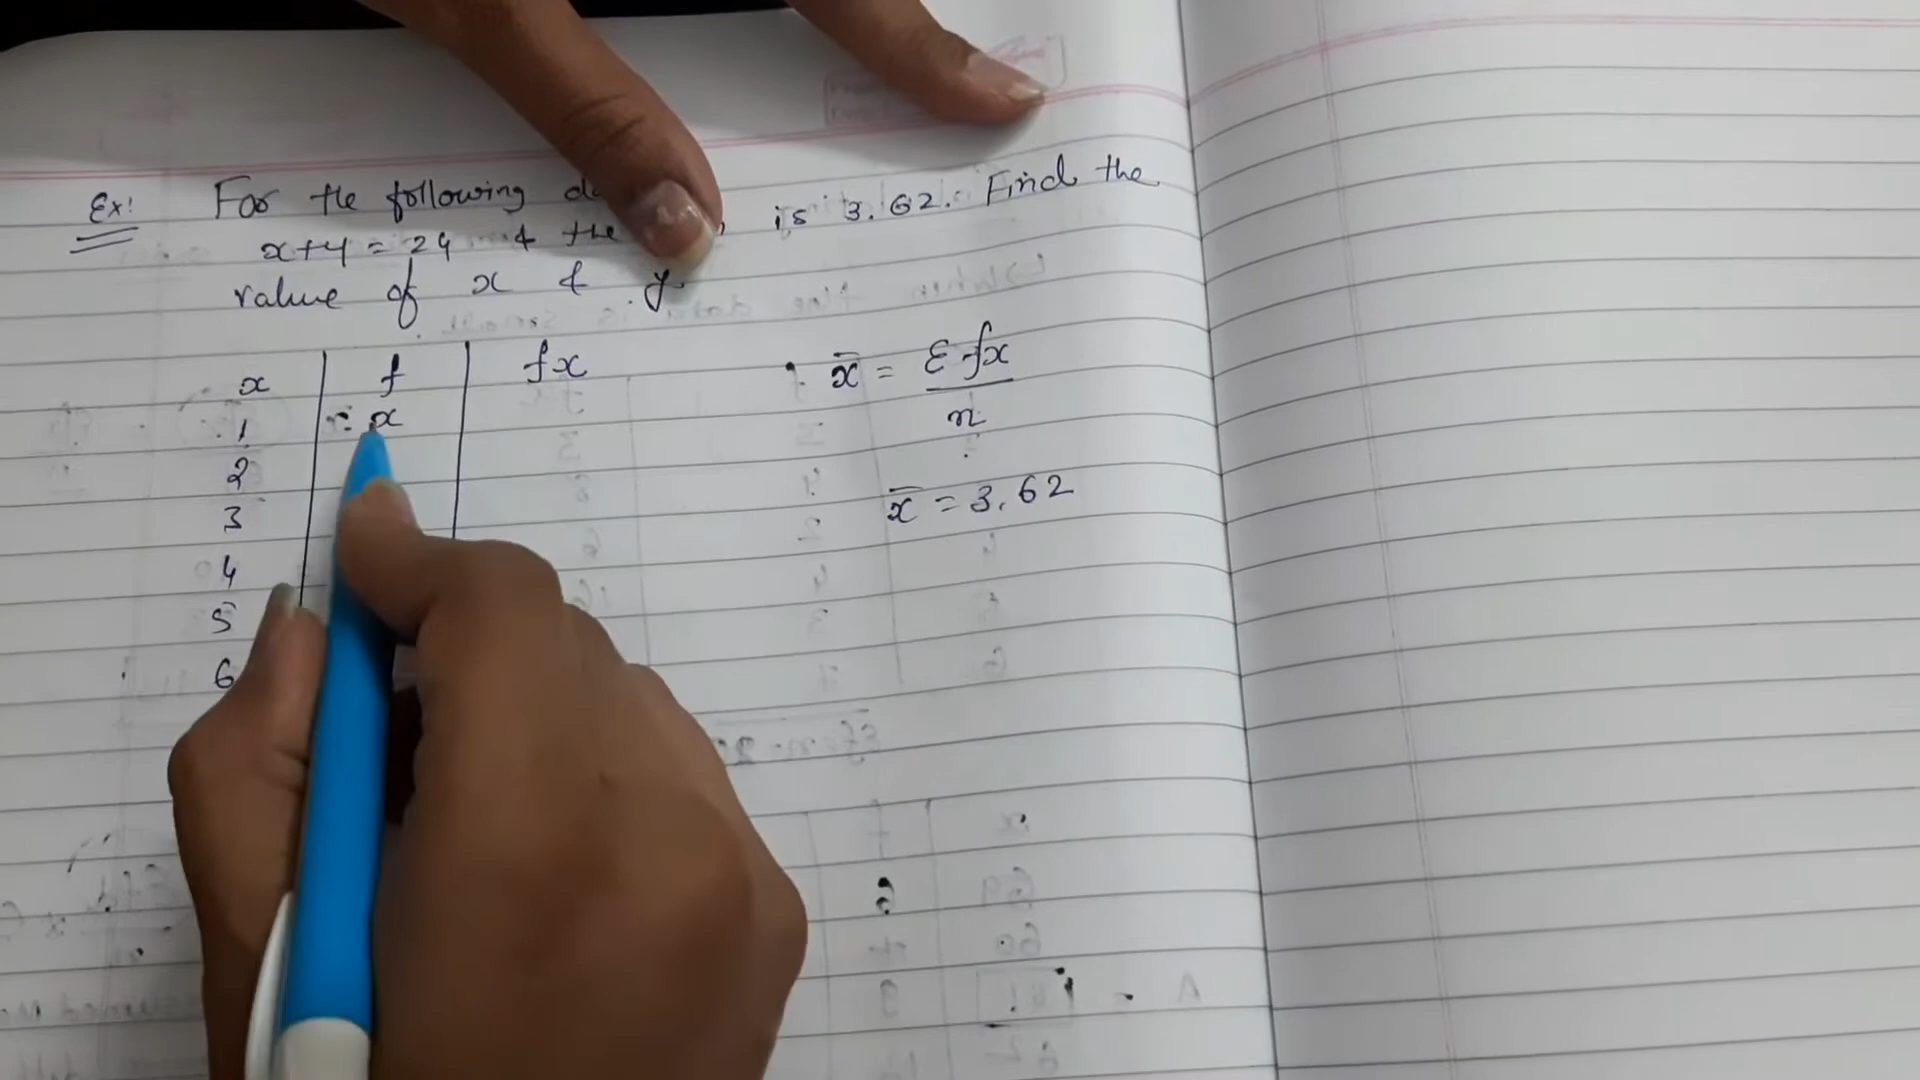 Ex: For the following
x+y = 24 & the is 3.62. Find the
value of x & y.
x f fx
1 x
2
3
4
5
6
x̄ = Σfx
n
x̄ = 3.62